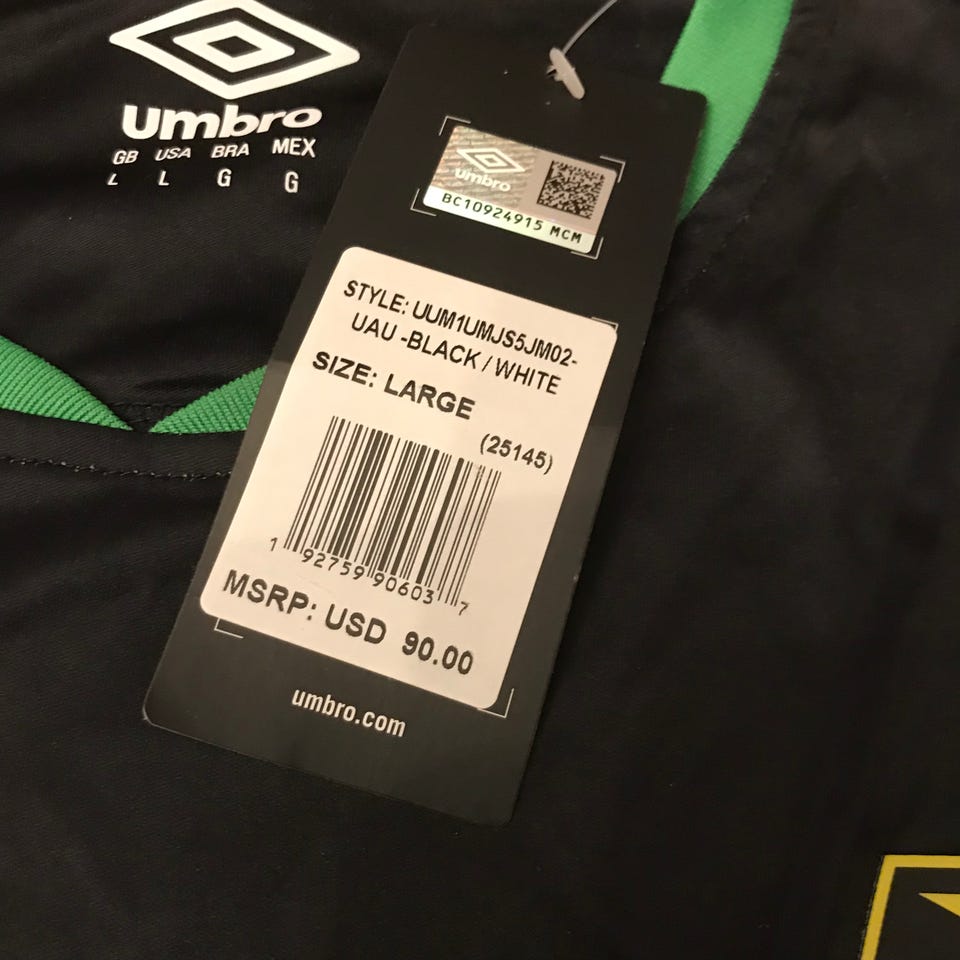 umbro
GB USA BRA MEX
L L G G
umbro
BC10924915 MCM
STYLE: UUM1UMJS5JM02-
UAU -BLACK / WHITE
SIZE: LARGE
(25145)
1 92759 90603 7
MSRP: USD 90.00
umbro.com